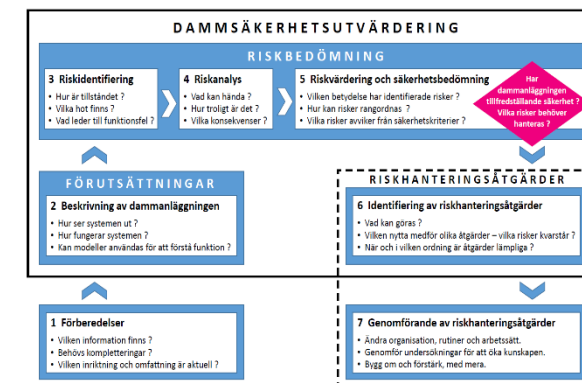 DAMMSÄKERHETSUTVÄRDERING
RISKBEDÖMNING
3 Riskidentifiering
• Hur är tillståndet ?
• Vilka hot finns ?
• Vad leder till funktionsfel ?
4 Riskanalys
• Vad kan hända ?
• Hur troligt är det ?
• Vilka konsekvenser ?
5 Riskvärdering och säkerhetsbedömning
• Vilken betydelse har identifierade risker ?
• Hur kan risker rangordnas ?
• Vilka risker avviker från säkerhetskriterier ?
Har
dammanläggningen
tillfredställande säkerhet ?
Vilka risker behöver
hanteras ?
FÖRUTSÄTTNINGAR
2 Beskrivning av dammanläggningen
• Hur ser systemen ut ?
• Hur fungerar systemen ?
• Kan modeller användas för att förstå funktion ?
RISKHANTERINGSÅTGÄRDER
6 Identifiering av riskhanteringsåtgärder
• Vad kan göras ?
• Vilken nytta medför olika åtgärder – vilka risker kvarstår ?
• När och i vilken ordning är åtgärder lämpliga ?
1 Förberedelser
• Vilken information finns ?
• Behövs kompletteringar ?
• Vilken inriktning och omfattning är aktuell ?
7 Genomförande av riskhanteringsåtgärder
• Ändra organisation, rutiner och arbetssätt.
• Genomför undersökningar för att öka kunskapen.
• Bygg om och förstärk, med mera.